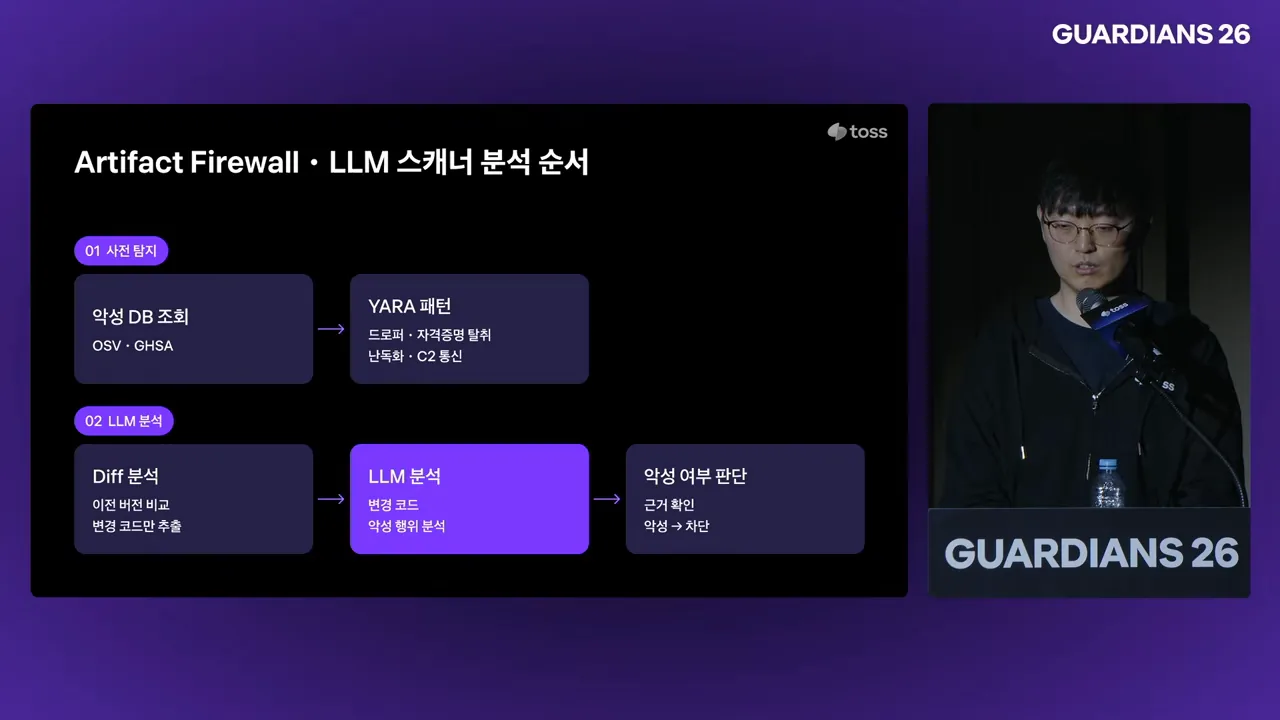 GUARDIANS 26
toss
Artifact Firewall · LLM 스캐너 분석 순서
01 사전 탐지
악성 DB 조회
OSV · GHSA
YARA 패턴
드로퍼 · 자격증명 탈취
난독화 · C2 통신
02 LLM 분석
Diff 분석
이전 버전 비교
변경 코드만 추출
LLM 분석
변경 코드
악성 행위 분석
악성 여부 판단
근거 확인
악성 → 차단
toss
ss
GUARDIANS 26